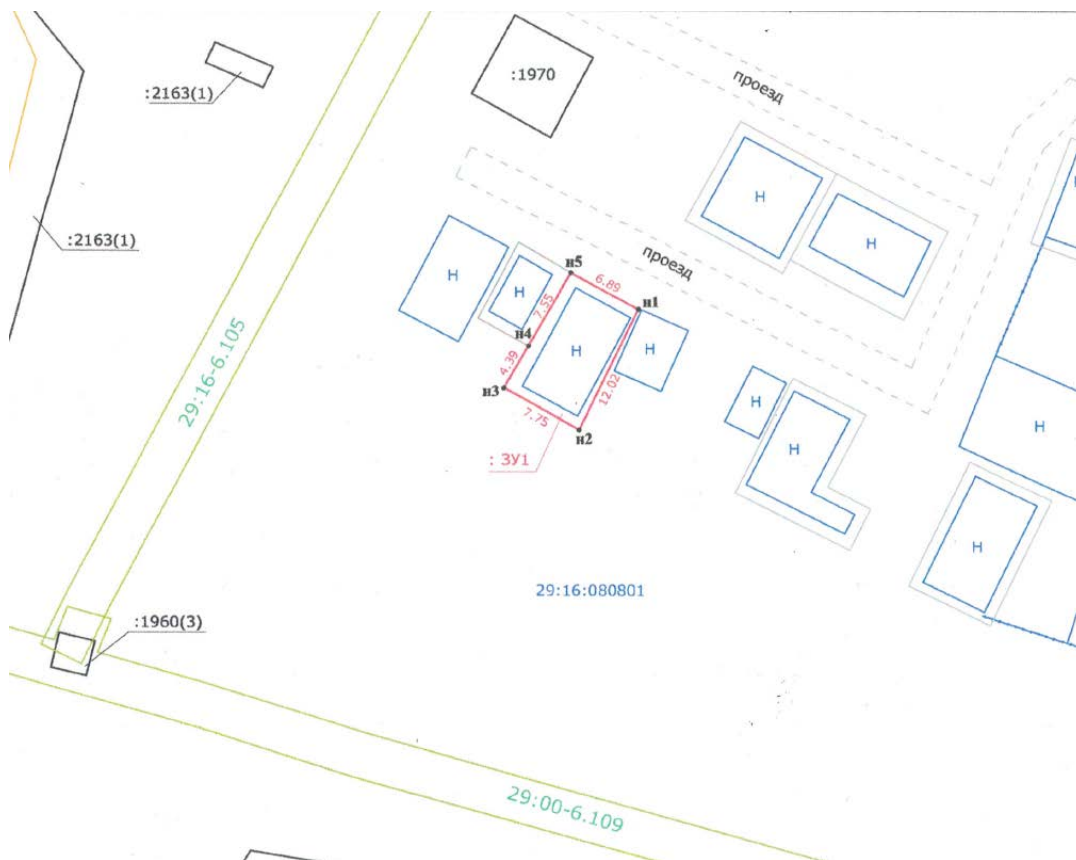 :1970
:2163(1)
проезд
Н
Н
Н
:2163(1)
проезд
Н
Н
н5
6.89
н1
7.55
н4
Н
Н
4.39
12.02
н3
7.75
н2
: ЗУ1
29:16-6.105
Н
Н
Н
Н
29:16:080801
:1960(3)
29:00-6.109